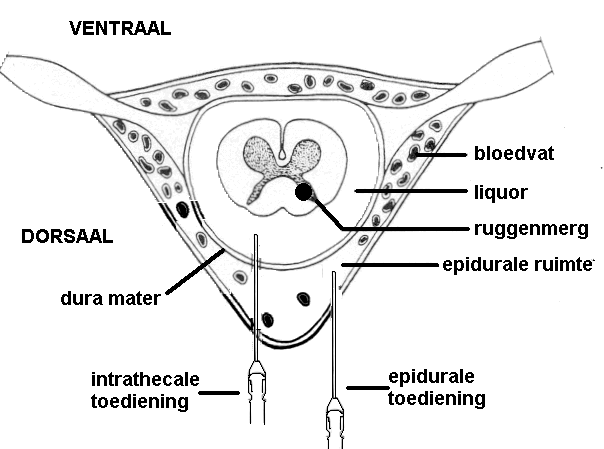 VENTRAAL
bloedvat
liquor
ruggenmerg
DORSAAL
epidurale ruimte
dura mater
intrathecale
toediening
epidurale
toediening